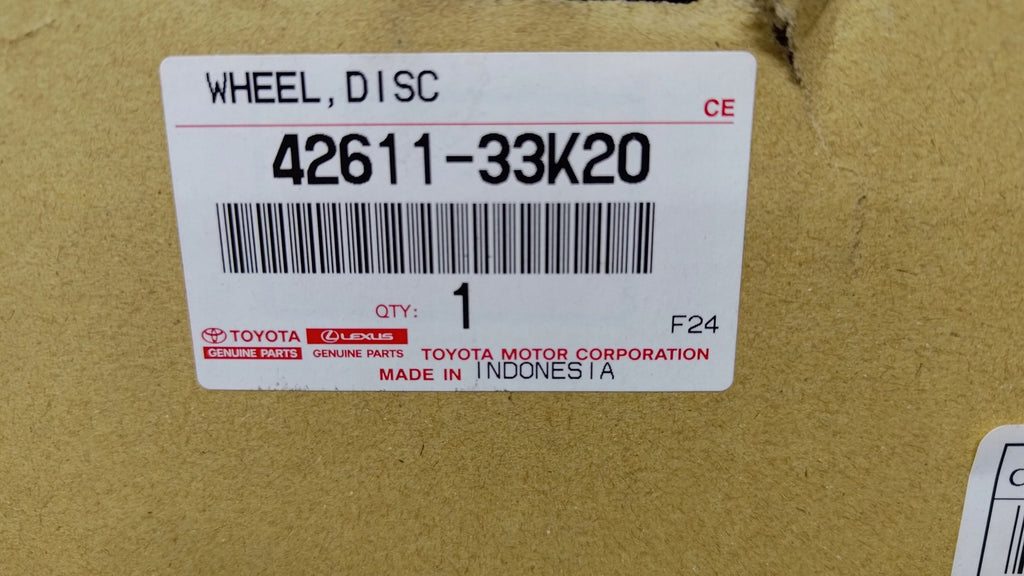 WHEEL, DISC
CE
42611-33K20
QTY: 1
F24
TOYOTA LEXUS
GENUINE PARTS GENUINE PARTS TOYOTA MOTOR CORPORATION
MADE IN INDONESIA